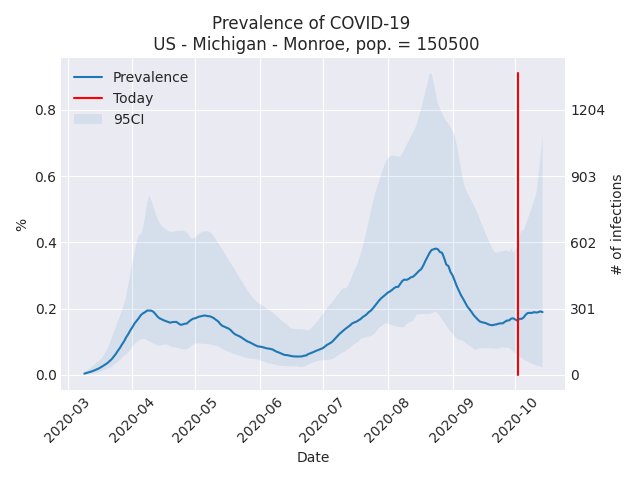 Prevalence of COVID-19
US - Michigan - Monroe, pop. = 150500
Prevalence
Today
95CI
%
0.8
0.6
0.4
0.2
0.0
1204
903
602
301
0
# of infections
2020-03
2020-04
2020-05
2020-06
2020-07
2020-08
2020-09
2020-10
Date